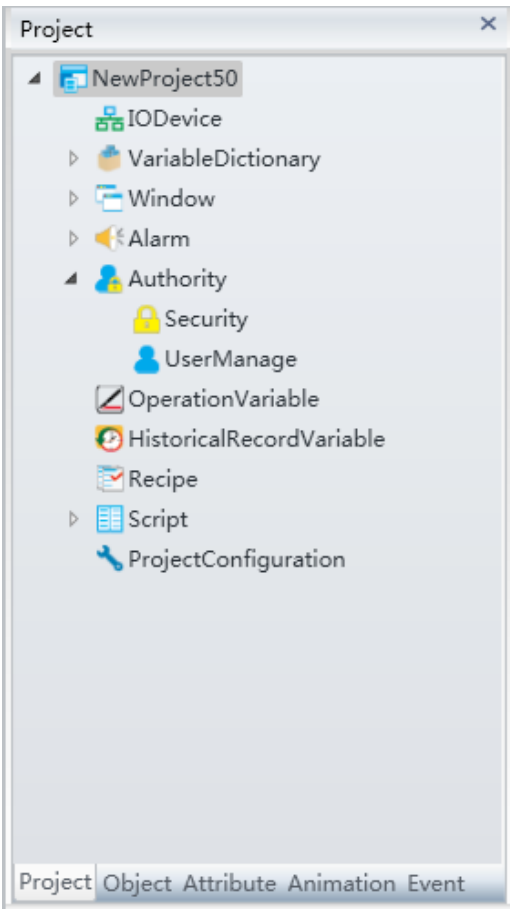 Project
NewProject50
IODevice
VariableDictionary
Window
Alarm
Authority
Security
UserManage
OperationVariable
HistoricalRecordVariable
Recipe
Script
ProjectConfiguration
Project Object Attribute Animation Event